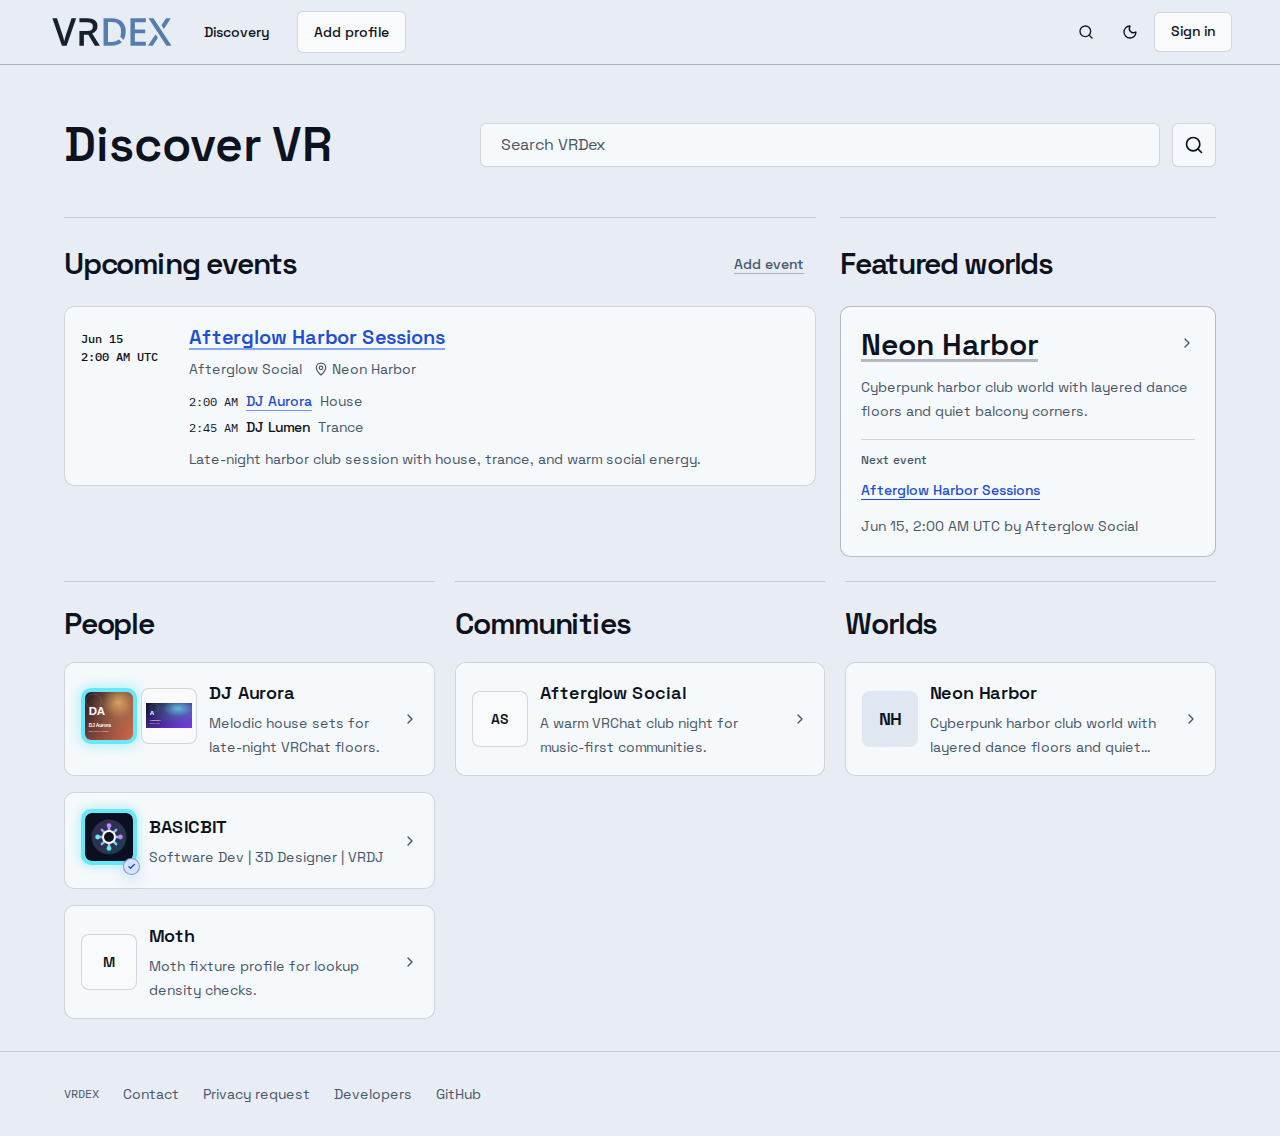 VRDEX
Discovery
Add profile
Sign in
Discover VR
Search VRDex
Upcoming events
Add event
Featured worlds
Jun 15
2:00 AM UTC
Afterglow Harbor Sessions
Afterglow Social Neon Harbor
2:00 AM DJ Aurora House
2:45 AM DJ Lumen Trance
Late-night harbor club session with house, trance, and warm social energy.
Neon Harbor
Cyberpunk harbor club world with layered dance
floors and quiet balcony corners.
Next event
Afterglow Harbor Sessions
Jun 15, 2:00 AM UTC by Afterglow Social
People
Communities
Worlds
DA
DJ Aurora
A
DJ Aurora
Melodic house sets for
late-night VRChat floors.
AS
Afterglow Social
A warm VRChat club night for
music-first communities.
NH
Neon Harbor
Cyberpunk harbor club world with
layered dance floors and quiet…
BASICBIT
Software Dev | 3D Designer | VRDJ
M
Moth
Moth fixture profile for lookup
density checks.
VRDEX
Contact
Privacy request
Developers
GitHub